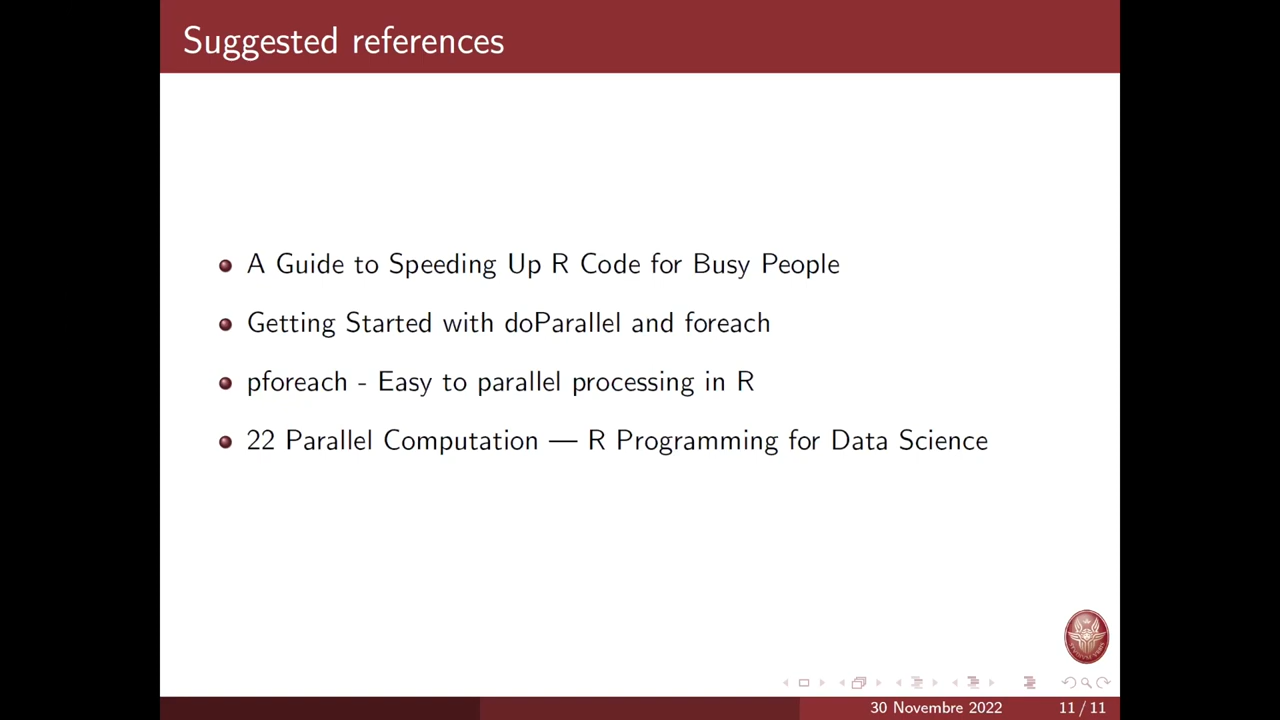 Suggested references
A Guide to Speeding Up R Code for Busy People
Getting Started with doParallel and foreach
pforeach - Easy to parallel processing in R
22 Parallel Computation — R Programming for Data Science
30 Novembre 2022
11 / 11